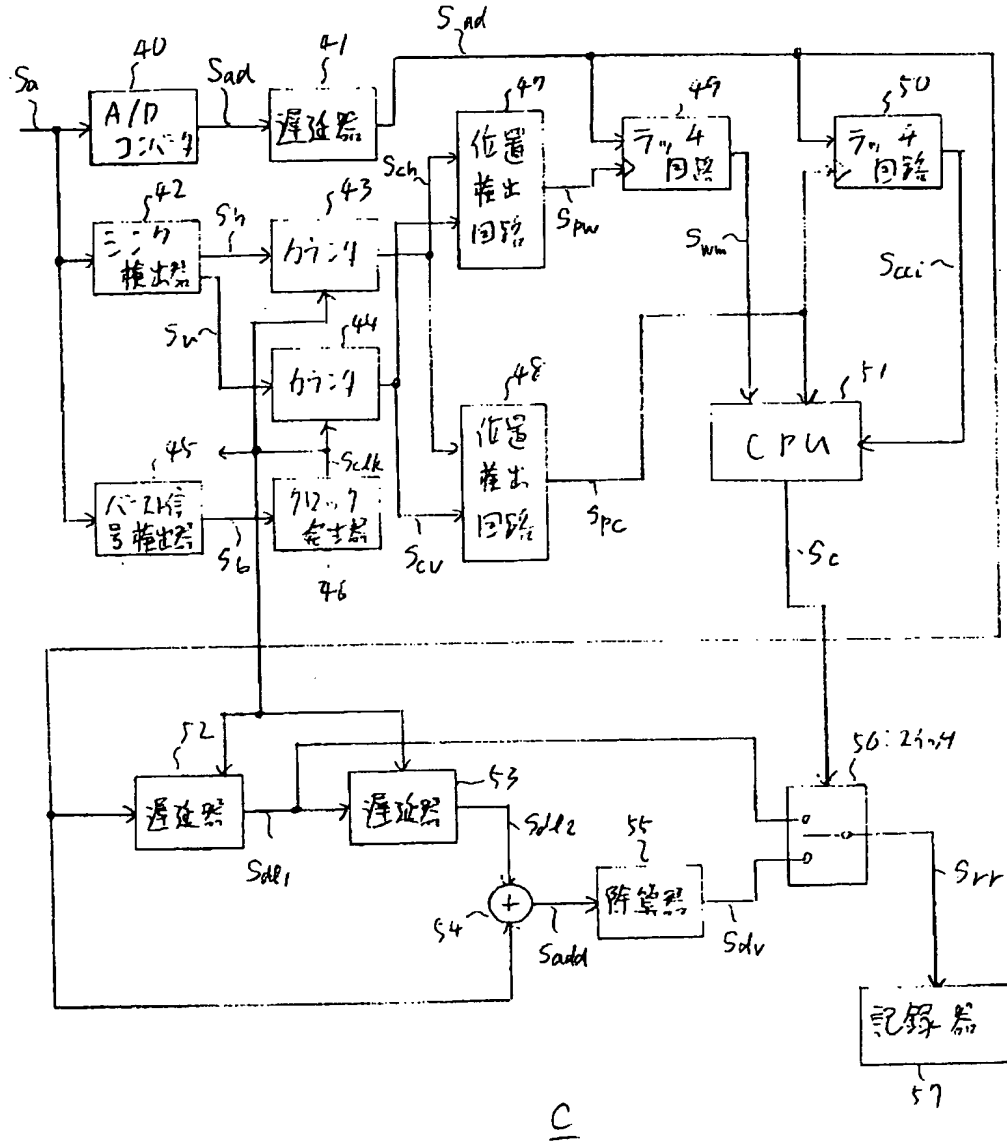 Sa
40
A/D
コンバータ
Sad
41
遅延器
Sad
42
シンク
検出器
Sh
Sv
43
カウンタ
44
カウンタ
45
バースト信
号検出器
Sb
Sclk
クロック
発生器
46
Sch
Scv
47
位置
検出
回路
Spw
48
位置
検出
回路
Spc
49
ラッチ
回路
Swm
50
ラッチ
回路
Scci
51
CPU
Sc
52
遅延器
Sdl1
53
遅延器
Sdl2
54
+
Sadd
55
除算器
Sdv
56:スイッチ
Srr
記録器
57
C